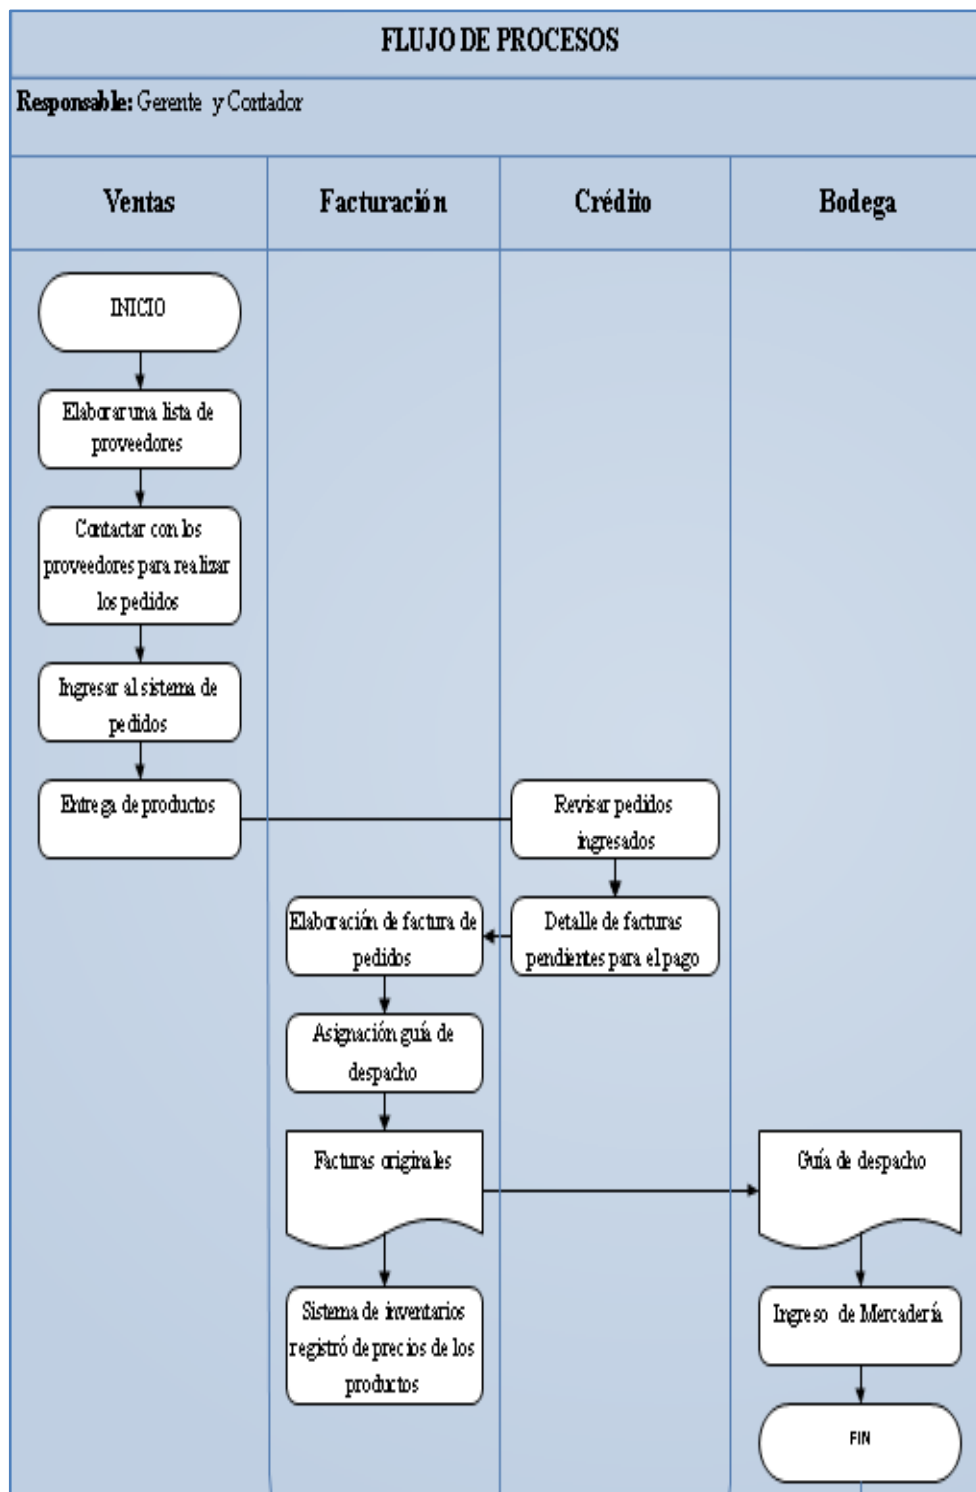 FLUJO DE PROCESOS
Responsable: Gerente y Contador
Ventas
Facturación
Crédito
Bodega
INICIO
Elaborar una lista de
proveedores
Contactar con los
proveedores para realizar
los pedidos
Ingresar al sistema de
pedidos
Entrega de productos
Revisar pedidos
ingresados
Elaboración de factura de
pedidos
Detalle de facturas
pendientes para el pago
Asignación guía de
despacho
Facturas originales
Guía de despacho
Sistema de inventarios
registró de precios de los
productos
Ingreso de Mercadería
FIN